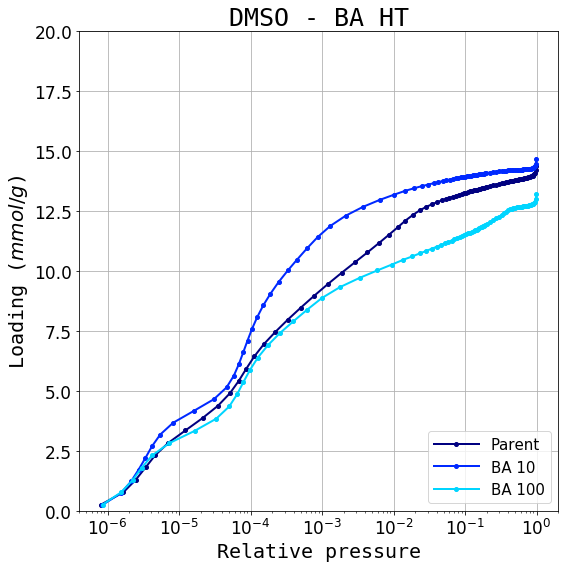 DMSO - BA HT
20.0
17.5
15.0
12.5
10.0
7.5
5.0
2.5
0.0
Loading (mmol/g)
Parent
BA 10
BA 100
10⁻⁶ 10⁻⁵ 10⁻⁴ 10⁻³ 10⁻² 10⁻¹ 10⁰
Relative pressure